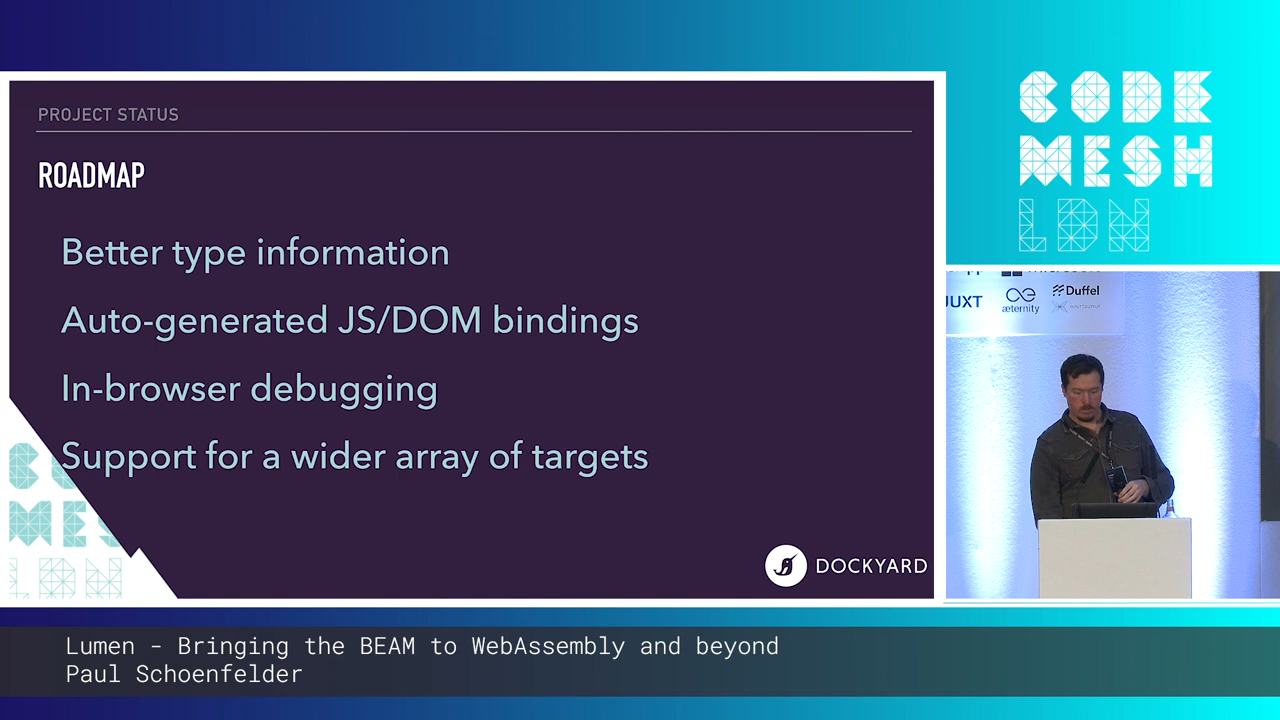 PROJECT STATUS
ROADMAP
Better type information
Auto-generated JS/DOM bindings
In-browser debugging
Support for a wider array of targets
DOCKYARD
CODE
MESH
LDN
JUXT
æternity
Duffel
Lumen - Bringing the BEAM to WebAssembly and beyond
Paul Schoenfelder